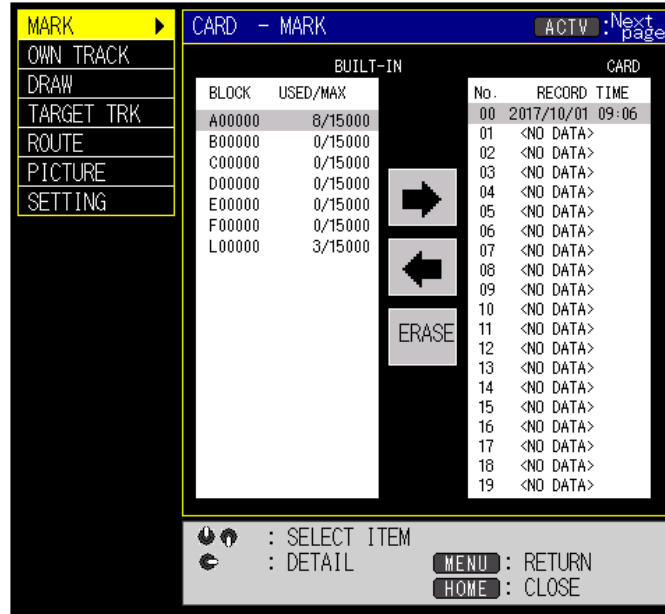 MARK
OWN TRACK
DRAW
TARGET TRK
ROUTE
PICTURE
SETTING
CARD - MARK
ACTV :Next page
BUILT-IN
BLOCK USED/MAX
A00000 8/15000
B00000 0/15000
C00000 0/15000
D00000 0/15000
E00000 0/15000
F00000 0/15000
L00000 3/15000
ERASE
CARD
No. RECORD TIME
00 2017/10/01 09:06
01 <NO DATA>
02 <NO DATA>
03 <NO DATA>
04 <NO DATA>
05 <NO DATA>
06 <NO DATA>
07 <NO DATA>
08 <NO DATA>
09 <NO DATA>
10 <NO DATA>
11 <NO DATA>
12 <NO DATA>
13 <NO DATA>
14 <NO DATA>
15 <NO DATA>
16 <NO DATA>
17 <NO DATA>
18 <NO DATA>
19 <NO DATA>
: SELECT ITEM
: DETAIL
MENU : RETURN
HOME : CLOSE